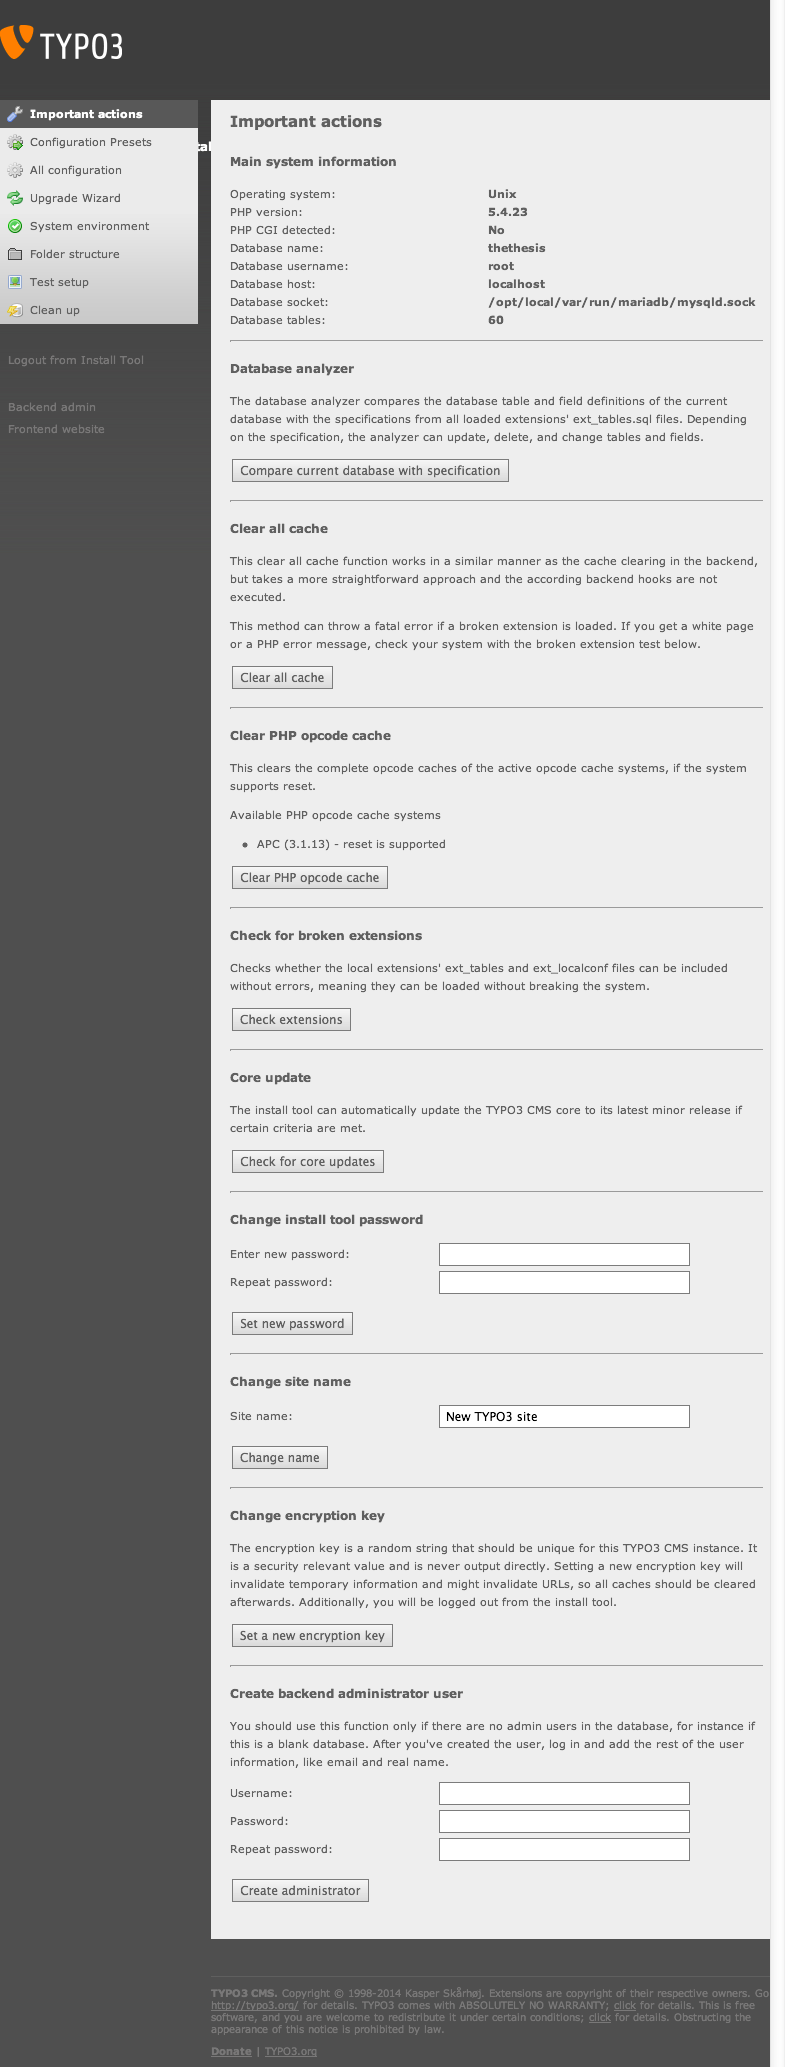 TYPO3
Important actions
Configuration Presets
All configuration
Upgrade Wizard
System environment
Folder structure
Test setup
Clean up
Logout from Install Tool
Backend admin
Frontend website
Important actions
Main system information
Operating system: Unix
PHP version: 5.4.23
PHP CGI detected: No
Database name: thethesis
Database username: root
Database host: localhost
Database socket: /opt/local/var/run/mariadb/mysqld.sock
Database tables: 60
Database analyzer
The database analyzer compares the database table and field definitions of the current
database with the specifications from all loaded extensions' ext_tables.sql files. Depending
on the specification, the analyzer can update, delete, and change tables and fields.
Compare current database with specification
Clear all cache
This clear all cache function works in a similar manner as the cache clearing in the backend,
but takes a more straightforward approach and the according backend hooks are not
executed.
This method can throw a fatal error if a broken extension is loaded. If you get a white page
or a PHP error message, check your system with the broken extension test below.
Clear all cache
Clear PHP opcode cache
This clears the complete opcode caches of the active opcode cache systems, if the system
supports reset.
Available PHP opcode cache systems
• APC (3.1.13) - reset is supported
Clear PHP opcode cache
Check for broken extensions
Checks whether the local extensions' ext_tables and ext_localconf files can be included
without errors, meaning they can be loaded without breaking the system.
Check extensions
Core update
The install tool can automatically update the TYPO3 CMS core to its latest minor release if
certain criteria are met.
Check for core updates
Change install tool password
Enter new password:
Repeat password:
Set new password
Change site name
Site name: New TYPO3 site
Change name
Change encryption key
The encryption key is a random string that should be unique for this TYPO3 CMS instance. It
is a security relevant value and is never output directly. Setting a new encryption key will
invalidate temporary information and might invalidate URLs, so all caches should be cleared
afterwards. Additionally, you will be logged out from the install tool.
Set a new encryption key
Create backend administrator user
You should use this function only if there are no admin users in the database, for instance if
this is a blank database. After you've created the user, log in and add the rest of the user
information, like email and real name.
Username:
Password:
Repeat password:
Create administrator
TYPO3 CMS. Copyright © 1998-2014 Kasper Skårhøj. Extensions are copyright of their respective owners. Go
http://typo3.org/ for details. TYPO3 comes with ABSOLUTELY NO WARRANTY; click for details. This is free
software, and you are welcome to redistribute it under certain conditions; click for details. Obstructing the
appearance of this notice is prohibited by law.
Donate | TYPO3.org